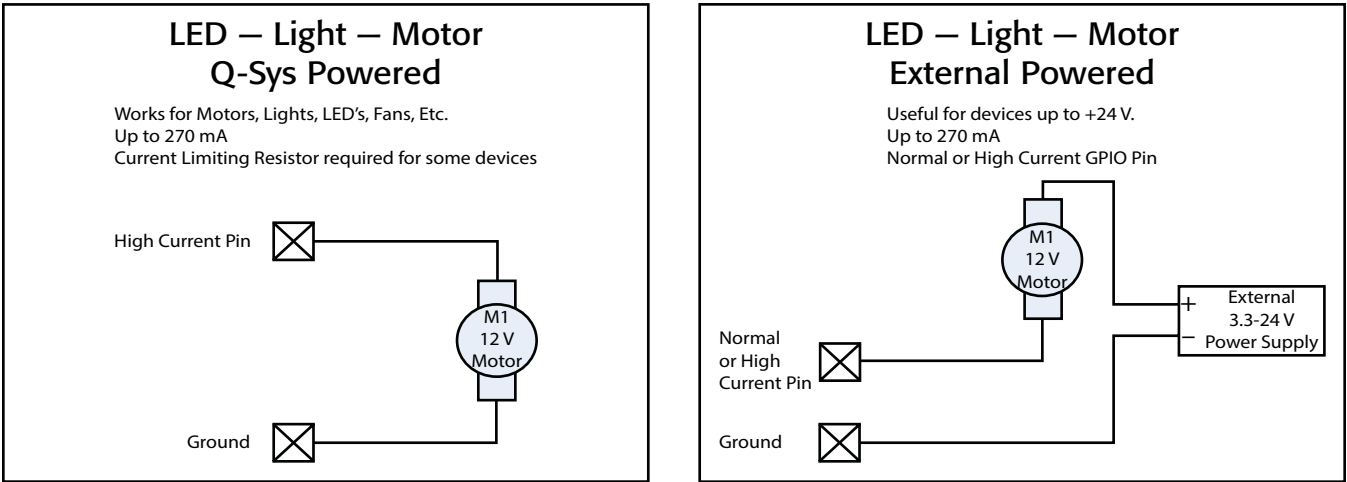 LED — Light — Motor
Q-Sys Powered
Works for Motors, Lights, LED's, Fans, Etc.
Up to 270 mA
Current Limiting Resistor required for some devices
High Current Pin
M1
12 V
Motor
Ground
LED — Light — Motor
External Powered
Useful for devices up to +24 V.
Up to 270 mA
Normal or High Current GPIO Pin
M1
12 V
Motor
+
External
3.3-24 V
–
Power Supply
Normal
or High
Current Pin
Ground